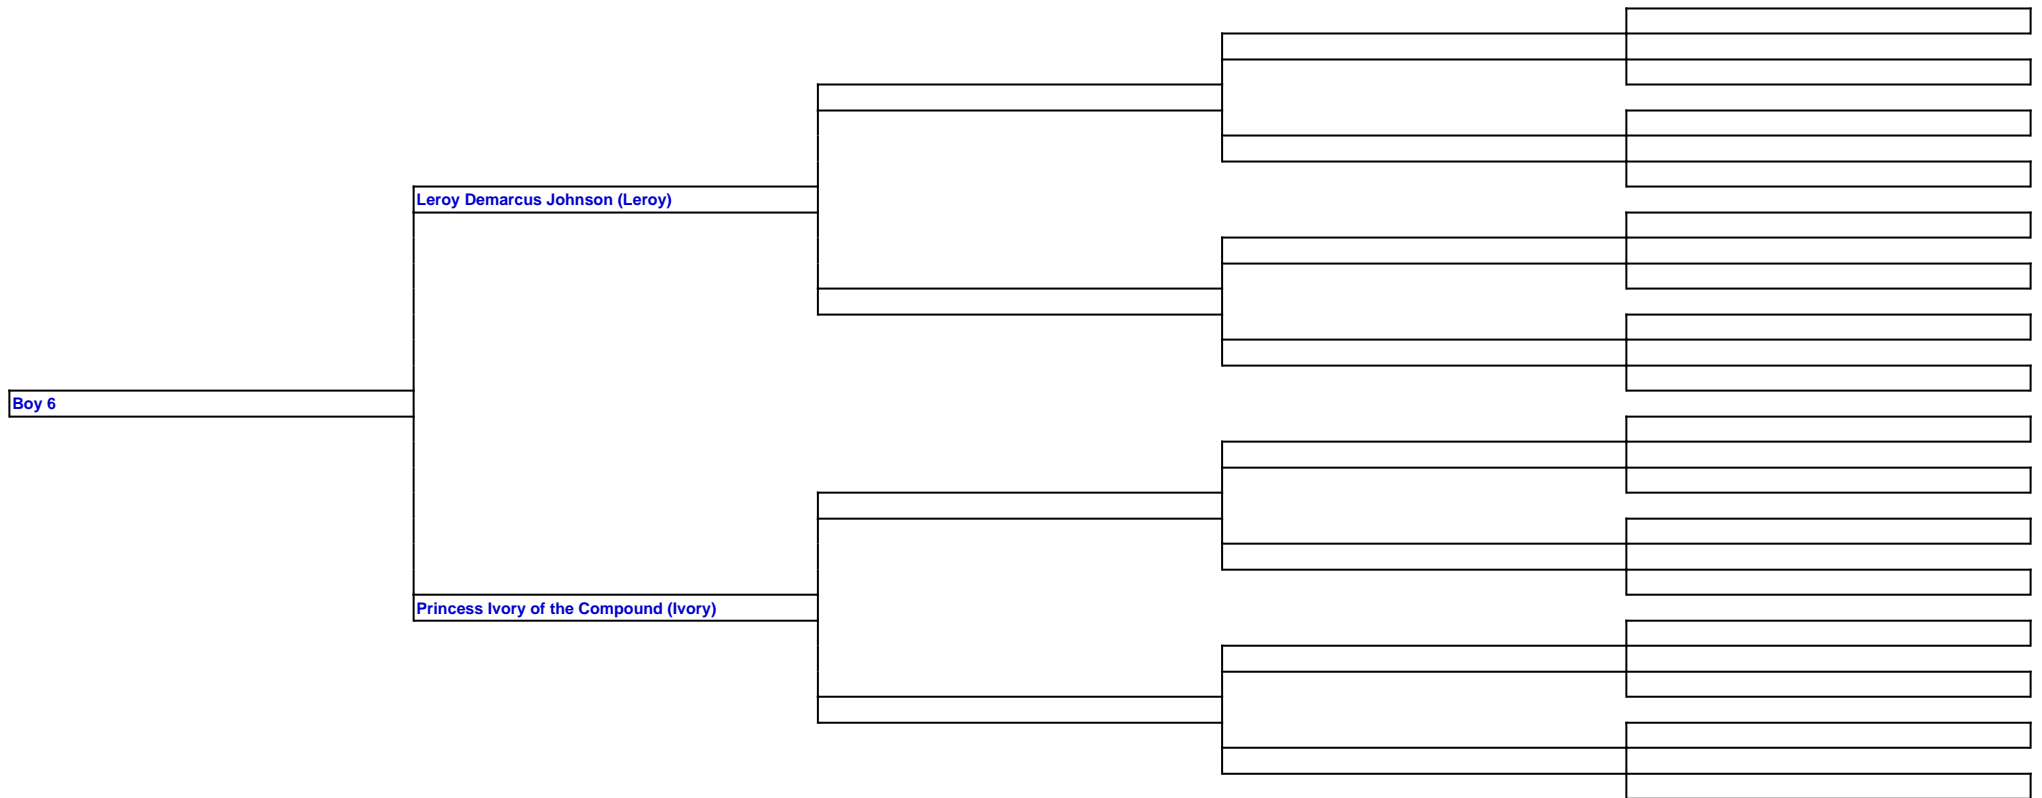 Leroy Demarcus Johnson (Leroy)
Boy 6
Princess Ivory of the Compound (Ivory)